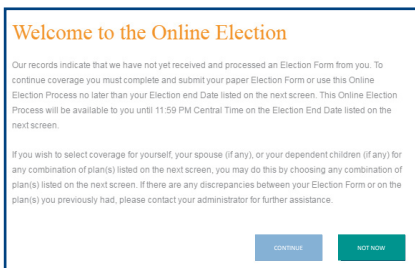 Welcome to the Online Election
Our records indicate that we have not yet received and processed an Election Form from you. To
continue coverage you must complete and submit your paper Election Form or use this Online
Election Process no later than your Election end Date listed on the next screen. This Online Election
Process will be available to you until 11:59 PM Central Time on the Election End Date listed on the
next screen.
If you wish to select coverage for yourself, your spouse (if any), or your dependent children (if any) for
any combination of plan(s) listed on the next screen, you may do this by choosing any combination of
plan(s) listed on the next screen. If there are any discrepancies between your Election Form or on the
plan(s) you previously had, please contact your administrator for further assistance.
CONTINUE
NOT NOW